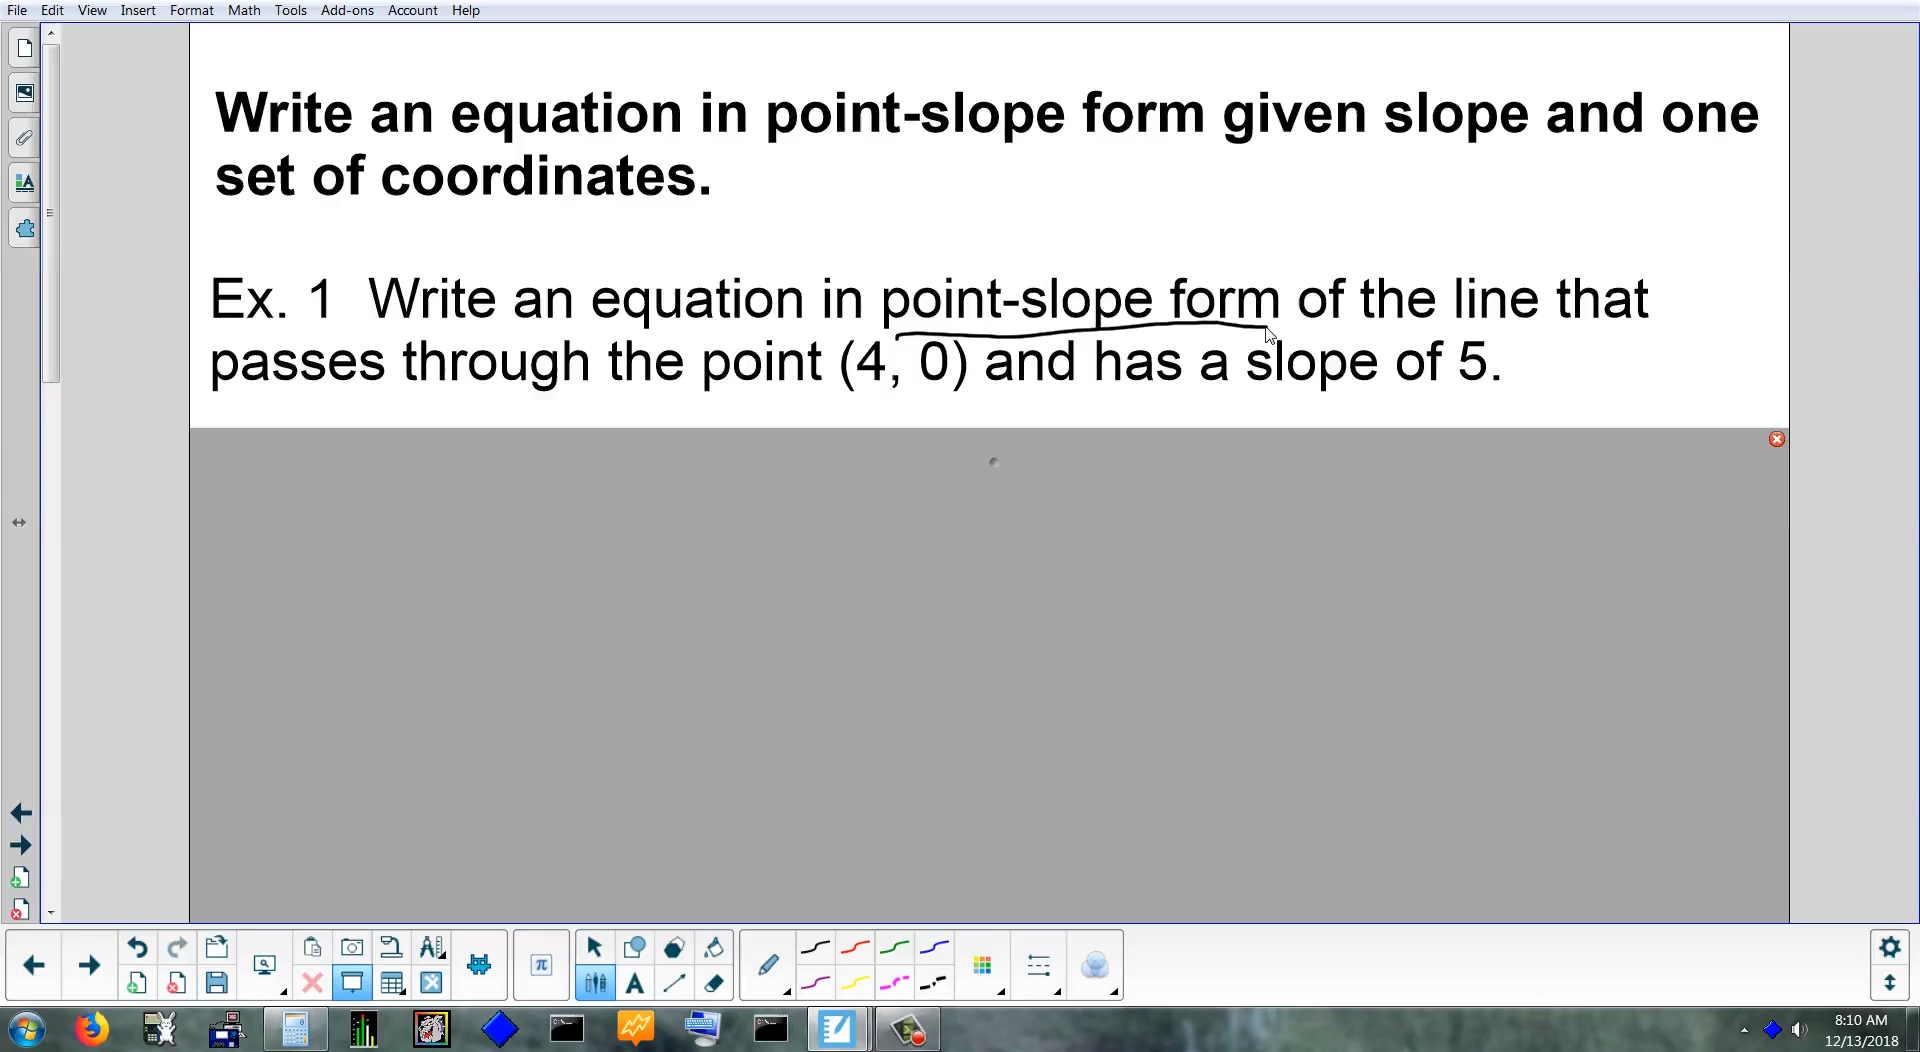 File Edit View Insert Format Math Tools Add-ons Account Help
Write an equation in point-slope form given slope and one
set of coordinates.
Ex. 1 Write an equation in point-slope form of the line that
passes through the point (4, 0) and has a slope of 5.
π
A
8:10 AM
12/13/2018